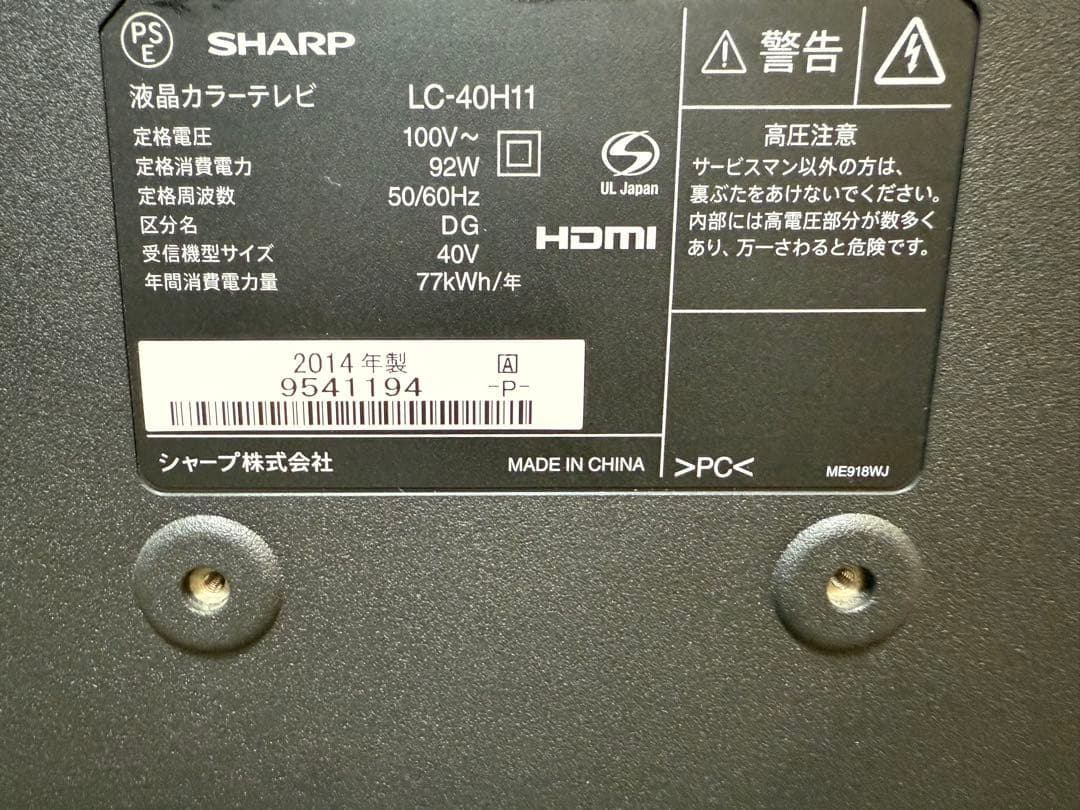 PSE
SHARP
液晶カラーテレビ LC-40H11
定格電圧 100V～
定格消費電力 92W
定格周波数 50/60Hz
区分名 DG
受信機型サイズ 40V
年間消費電力量 77kWh/年
UL Japan
HDMI
2014年製 A
9541194 -P-
シャープ株式会社 MADE IN CHINA
警告
高圧注意
サービスマン以外の方は、
裏ぶたをあけないでください。
内部には高電圧部分が数多く
あり、万一さわると危険です。
>PC< ME918WJ